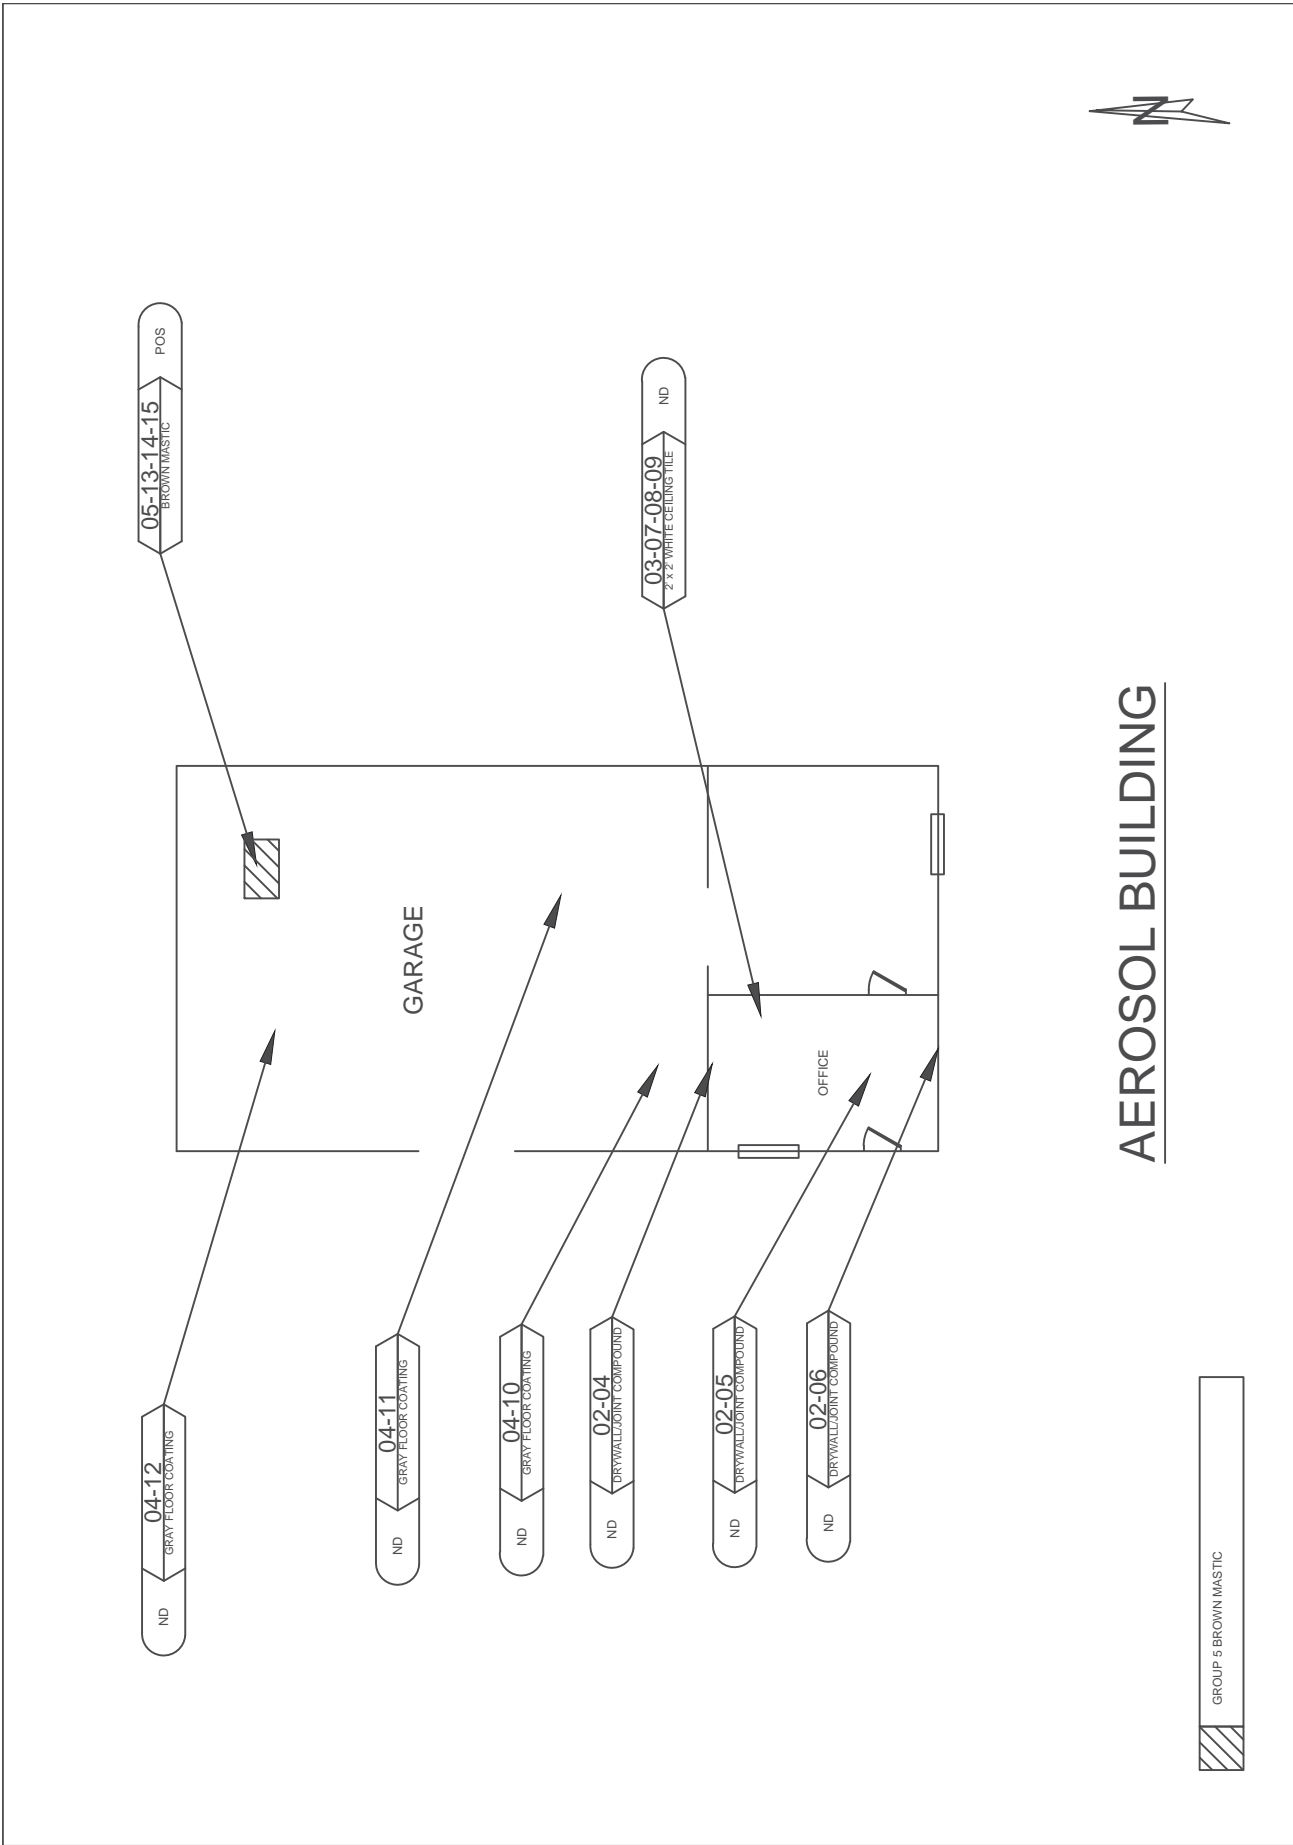 N
04-12
GRAY FLOOR COATING
ND
05-13-14-15
BROWN MASTIC
POS
04-11
GRAY FLOOR COATING
ND
GARAGE
04-10
GRAY FLOOR COATING
ND
02-04
DRYWALL/JOINT COMPOUND
ND
03-07-08-09
2' x 2' WHITE CEILING TILE
ND
02-05
DRYWALL/JOINT COMPOUND
ND
OFFICE
02-06
DRYWALL/JOINT COMPOUND
ND
AEROSOL BUILDING
GROUP 5 BROWN MASTIC